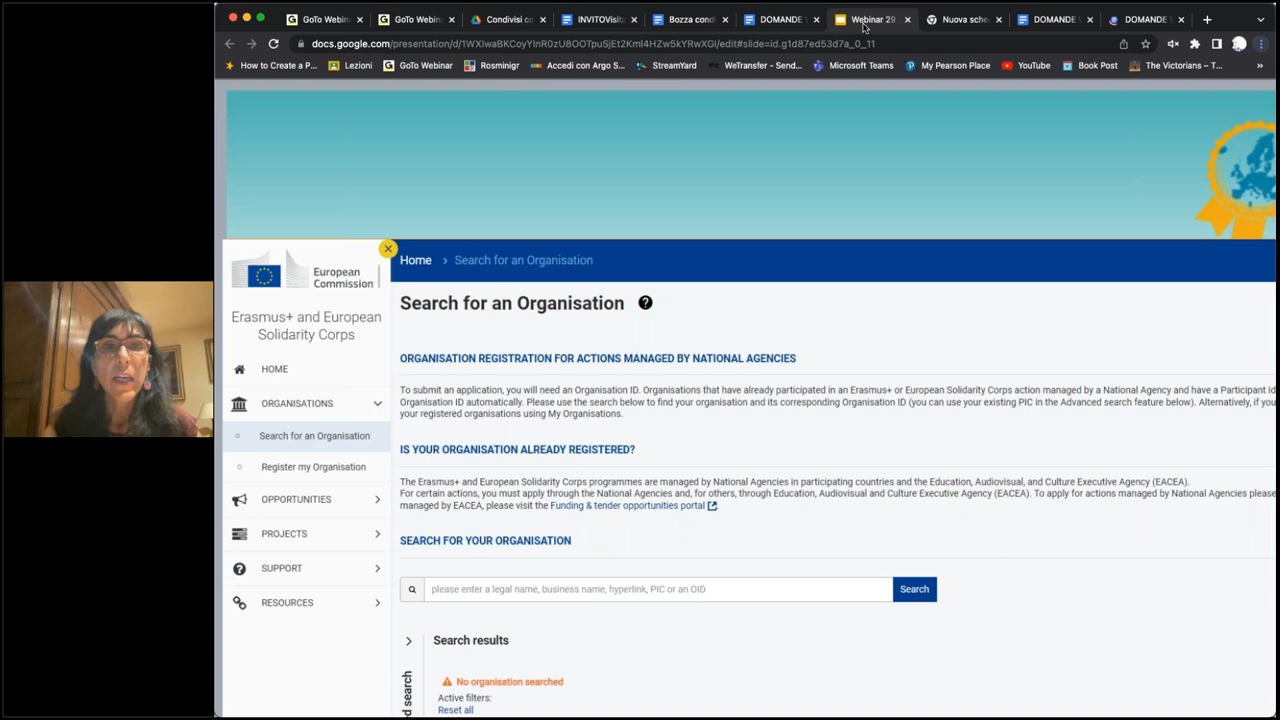 GoTo Webin
GoTo Webin
Condivisi c
INVITOVisit
Bozza cond
DOMANDE
Webinar 29
Nuova sche
DOMANDE
DOMANDE
docs.google.com/presentation/d/
/edit#slide=id.g1d87ed53d7a_0_11
How to Create a P...
Lezioni
GoTo Webinar
Rosminigr
Accedi con Argo S...
StreamYard
WeTransfer - Send...
Microsoft Teams
My Pearson Place
YouTube
Book Post
The Victorians – T...
»
European
Commission
Erasmus+ and European
Solidarity Corps
HOME
ORGANISATIONS
Search for an Organisation
Register my Organisation
OPPORTUNITIES
PROJECTS
SUPPORT
RESOURCES
Home › Search for an Organisation
Search for an Organisation
ORGANISATION REGISTRATION FOR ACTIONS MANAGED BY NATIONAL AGENCIES
To submit an application, you will need an Organisation ID. Organisations that have already participated in an Erasmus+ or European Solidarity Corps action managed by a National Agency and have a Participant Id
Organisation ID automatically. Please use the search below to find your organisation and its corresponding Organisation ID (you can use your existing PIC in the Advanced search feature below). Alternatively, if you
your registered organisations using My Organisations.
IS YOUR ORGANISATION ALREADY REGISTERED?
The Erasmus+ and European Solidarity Corps programmes are managed by National Agencies in participating countries and the Education, Audiovisual, and Culture Executive Agency (EACEA).
For certain actions, you must apply through the National Agencies and, for others, through Education, Audiovisual and Culture Executive Agency (EACEA). To apply for actions managed by National Agencies please
managed by EACEA, please visit the Funding & tender opportunities portal
SEARCH FOR YOUR ORGANISATION
please enter a legal name, business name, hyperlink, PIC or an OID
Search
Search results
No organisation searched
Active filters:
Reset all
d search